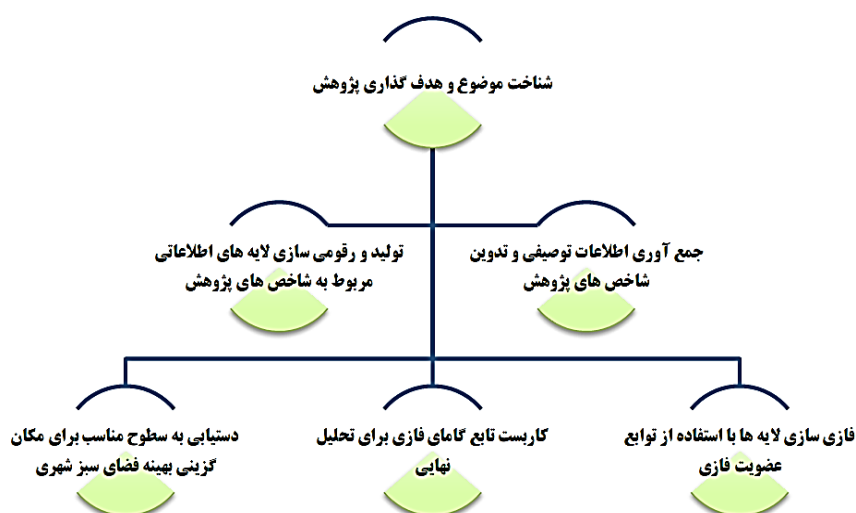 شناخت موضوع و هدف گذاری پژوهش
جمع آوری اطلاعات توصیفی و تدوین
شاخص های پژوهش
تولید و رقومی سازی لایه های اطلاعاتی
مربوط به شاخص های پژوهش
فازی سازی لایه ها با استفاده از توابع
عضویت فازی
کاربست تابع گامای فازی برای تحلیل
نهایی
دستیابی به سطوح مناسب برای مکان
گزینی بهینه فضای سبز شهری